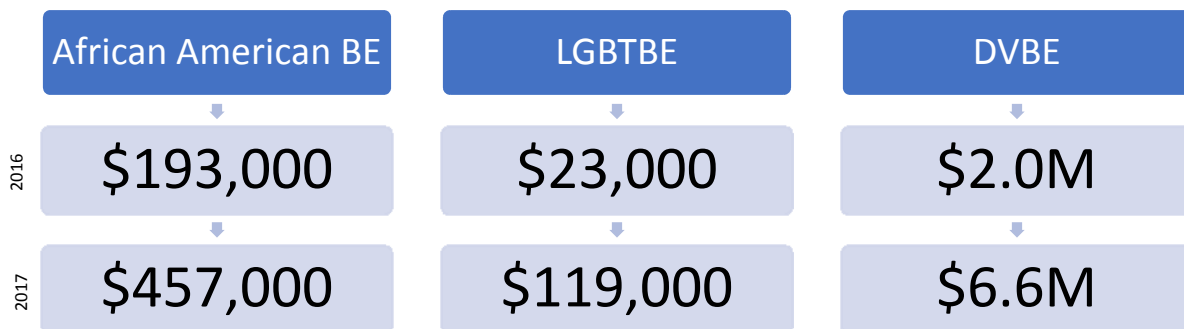 African American BE LGBTBE DVBE
2016 $193,000 $23,000 $2.0M
2017 $457,000 $119,000 $6.6M